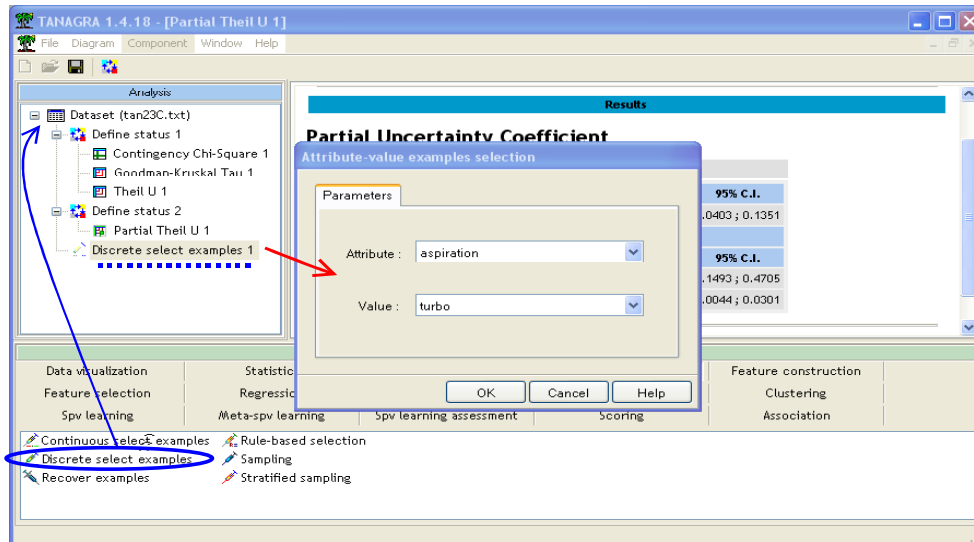 TANAGRA 1.4.18 - [Partial Theil U 1]
File Diagram Component Window Help
Analysis
Dataset (tan23C.txt)
Define status 1
Contingency Chi-Square 1
Goodman-Kruskal Tau 1
Theil U 1
Define status 2
Partial Theil U 1
Discrete select examples 1
Results
Partial Uncertainty Coefficient
95% C.I.
.0403 ; 0.1351
95% C.I.
.1493 ; 0.4705
.0044 ; 0.0301
Attribute-value examples selection
Parameters
Attribute : aspiration
Value : turbo
OK Cancel Help
Data visualization Statistic Feature construction
Feature selection Regressio Clustering
Spv learning Meta-spv learning Spv learning assessment Scoring Association
Continuous select examples Rule-based selection
Discrete select examples Sampling
Recover examples Stratified sampling